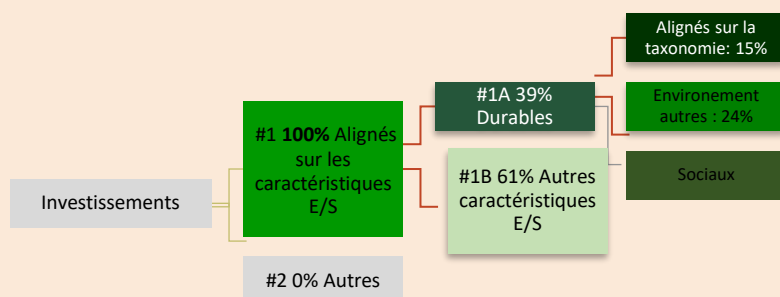 Investissements
#1 100% Alignés
sur les
caractéristiques
E/S
#2 0% Autres
#1A 39%
Durables
#1B 61% Autres
caractéristiques
E/S
Alignés sur la
taxonomie: 15%
Environement
autres : 24%
Sociaux